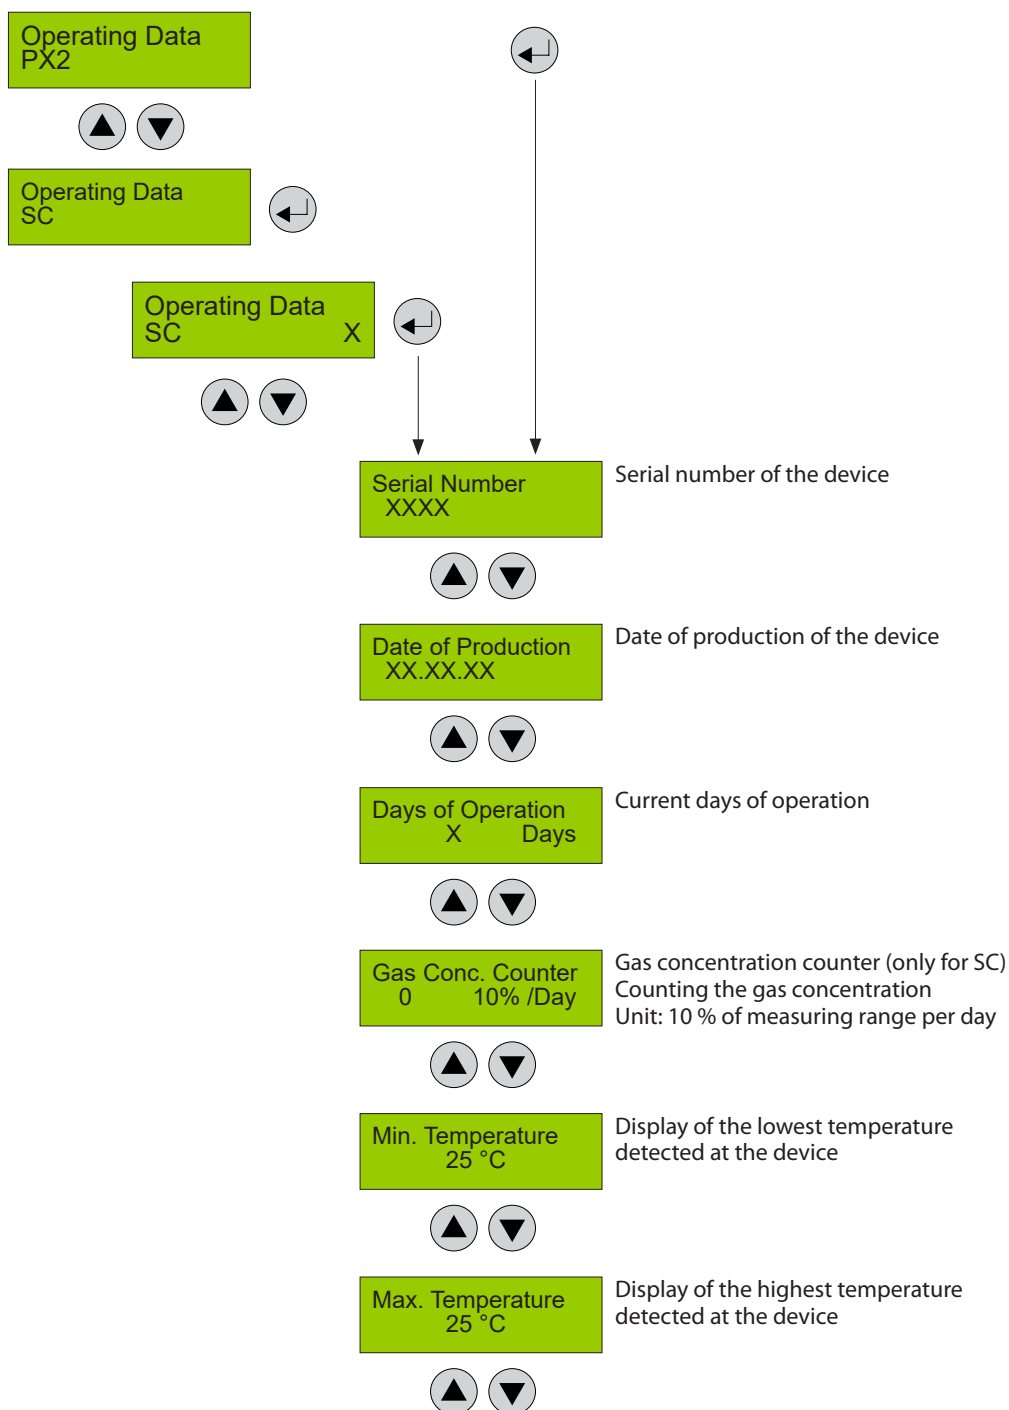 Operating Data
PX2
Operating Data
SC
Operating Data
SC X
Serial Number
XXXX
Serial number of the device
Date of Production
XX.XX.XX
Date of production of the device
Days of Operation
X Days
Current days of operation
Gas Conc. Counter
0 10% /Day
Gas concentration counter (only for SC)
Counting the gas concentration
Unit: 10 % of measuring range per day
Min. Temperature
25 °C
Display of the lowest temperature
detected at the device
Max. Temperature
25 °C
Display of the highest temperature
detected at the device